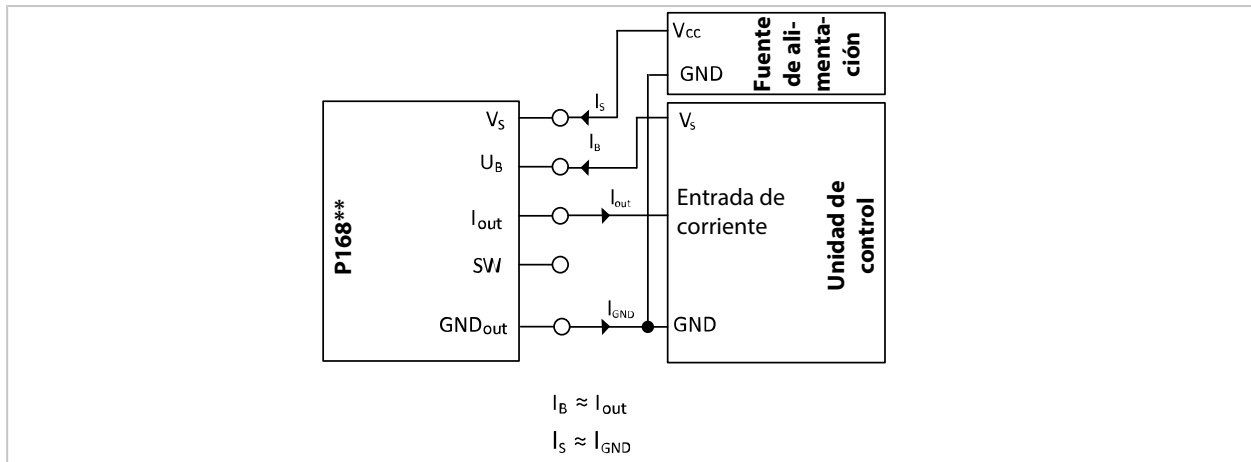 Vcc
GND
Fuente
de ali-
menta-
ción
P168**
VS
UB
Iout
SW
GNDout
IS
IB
Iout
IGND
Vs
Entrada de
corriente
GND
Unidad de
control
IB ≈ Iout
IS ≈ IGND